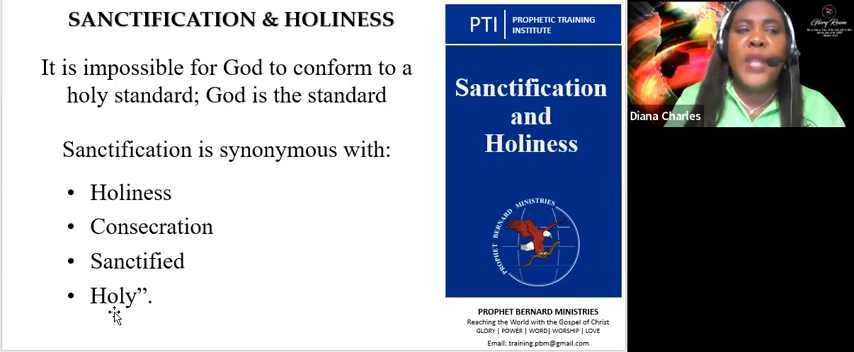 SANCTIFICATION & HOLINESS
It is impossible for God to conform to a
holy standard; God is the standard
Sanctification is synonymous with:
• Holiness
• Consecration
• Sanctified
• Holy”.
PTI
PROPHETIC TRAINING
INSTITUTE
Sanctification
and
Holiness
PROPHET BERNARD MINISTRIES
PROPHET BERNARD MINISTRIES
Reaching the World with the Gospel of Christ
GLORY | POWER | WORD| WORSHIP | LOVE
Email: training.pbm@gmail.com
Glory Room
Diana Charles